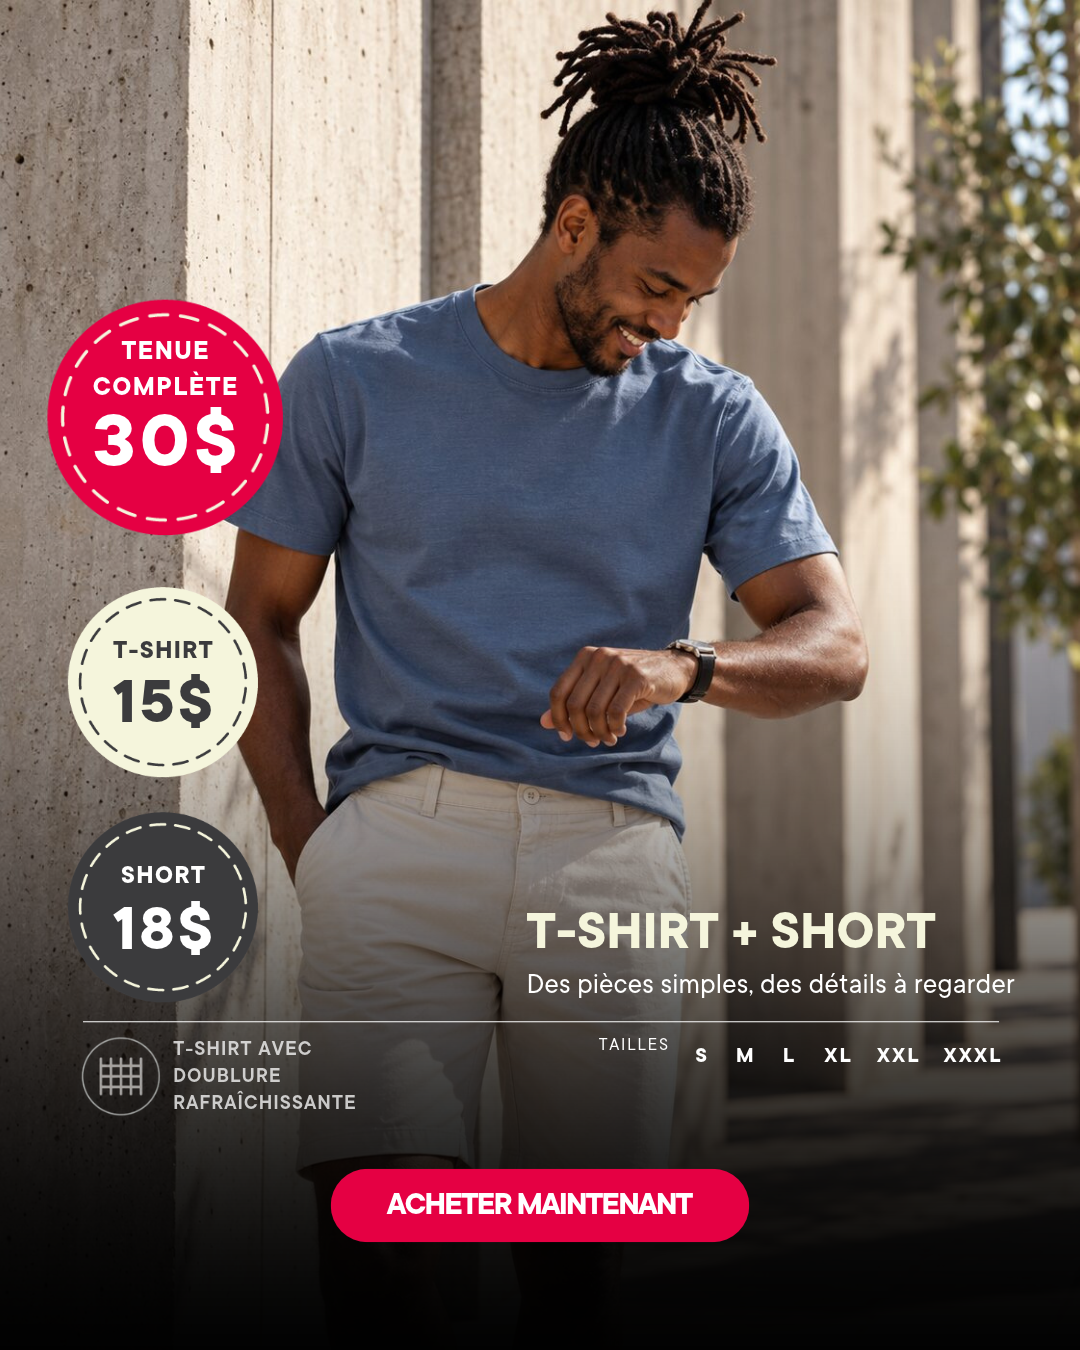 TENUE
COMPLÈTE
30$
T-SHIRT
15$
SHORT
18$
T-SHIRT + SHORT
Des pièces simples, des détails à regarder
T-SHIRT AVEC
DOUBLURE
RAFRAÎCHISSANTE
TAILLES S M L XL XXL XXXL
ACHETER MAINTENANT